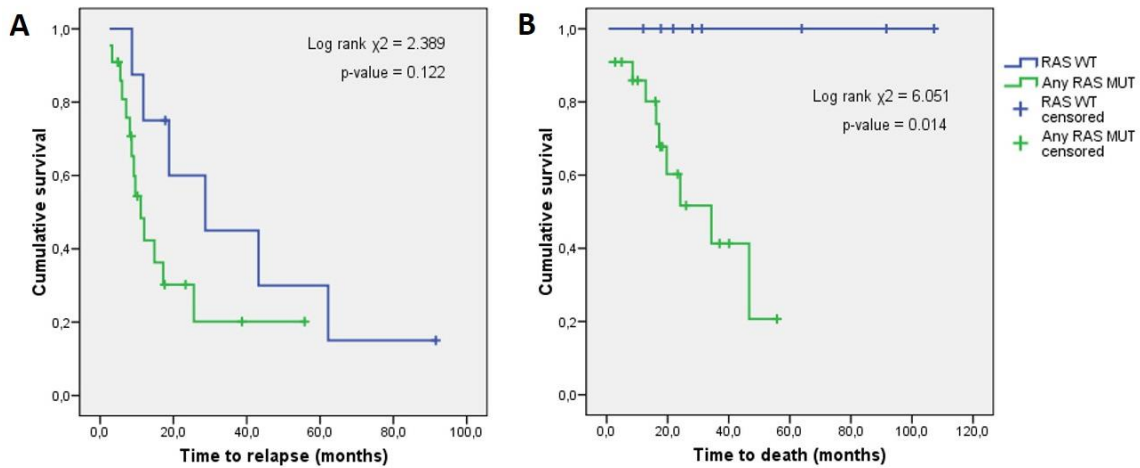 A
Log rank χ2 = 2.389
p-value = 0.122
1,0
0,8
0,6
0,4
0,2
0,0
Cumulative survival
0,0 20,0 40,0 60,0 80,0 100,0
Time to relapse (months)
B
Log rank χ2 = 6.051
p-value = 0.014
1,0
0,8
0,6
0,4
0,2
0,0
Cumulative survival
0,0 20,0 40,0 60,0 80,0 100,0 120,0
Time to death (months)
RAS WT
Any RAS MUT
RAS WT
censored
Any RAS MUT
censored